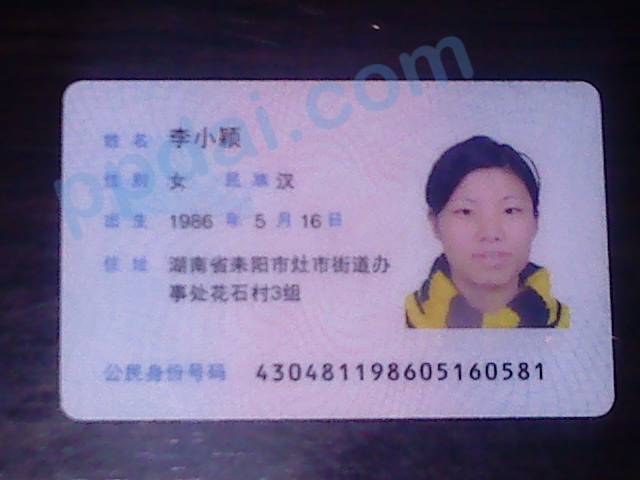 ppdai.com
姓名 李小颖
性别 女 民族 汉
出生 1986 年 5 月 16 日
住址 湖南省耒阳市灶市街道办
事处花石村3组
公民身份号码 430481198605160581